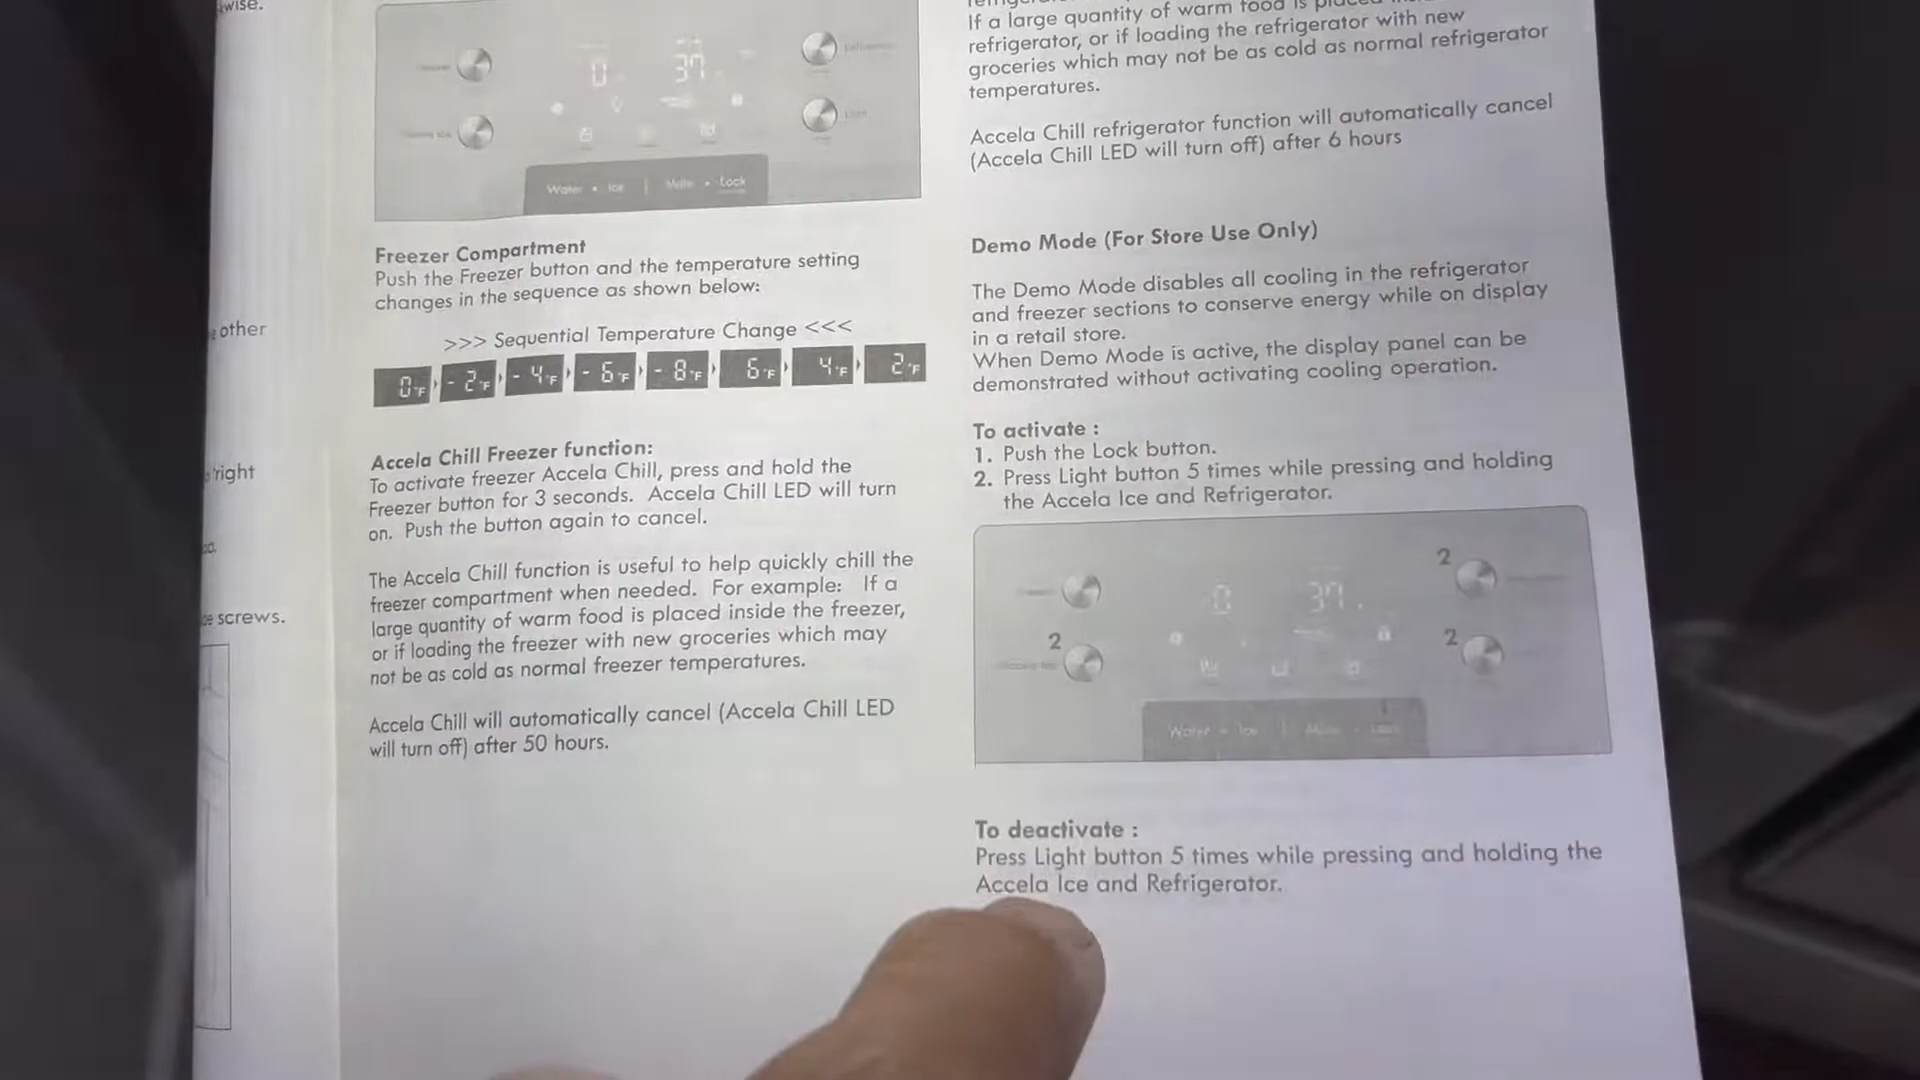 wise.
other
right
screws.
Water • Ice | Mute • Lock
Freezer Compartment
Push the Freezer button and the temperature setting
changes in the sequence as shown below:
>>> Sequential Temperature Change <<<
0°F - 2°F - 4°F - 6°F - 8°F 6°F 4°F 2°F
Accela Chill Freezer function:
To activate freezer Accela Chill, press and hold the
Freezer button for 3 seconds. Accela Chill LED will turn
on. Push the button again to cancel.
The Accela Chill function is useful to help quickly chill the
freezer compartment when needed. For example: If a
large quantity of warm food is placed inside the freezer,
or if loading the freezer with new groceries which may
not be as cold as normal freezer temperatures.
Accela Chill will automatically cancel (Accela Chill LED
will turn off) after 50 hours.
If a large quantity of warm food is
refrigerator, or if loading the refrigerator with new
groceries which may not be as cold as normal refrigerator
temperatures.
Accela Chill refrigerator function will automatically cancel
(Accela Chill LED will turn off) after 6 hours
Demo Mode (For Store Use Only)
The Demo Mode disables all cooling in the refrigerator
and freezer sections to conserve energy while on display
in a retail store.
When Demo Mode is active, the display panel can be
demonstrated without activating cooling operation.
To activate :
1. Push the Lock button.
2. Press Light button 5 times while pressing and holding
the Accela Ice and Refrigerator.
2
0 37
2 2
Water • Ice | Mute • Lock
To deactivate :
Press Light button 5 times while pressing and holding the
Accela Ice and Refrigerator.